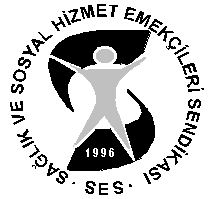 SAĞLIK VE SOSYAL HİZMET EMEKÇİLERİ SENDİKASI
· SES ·
1996